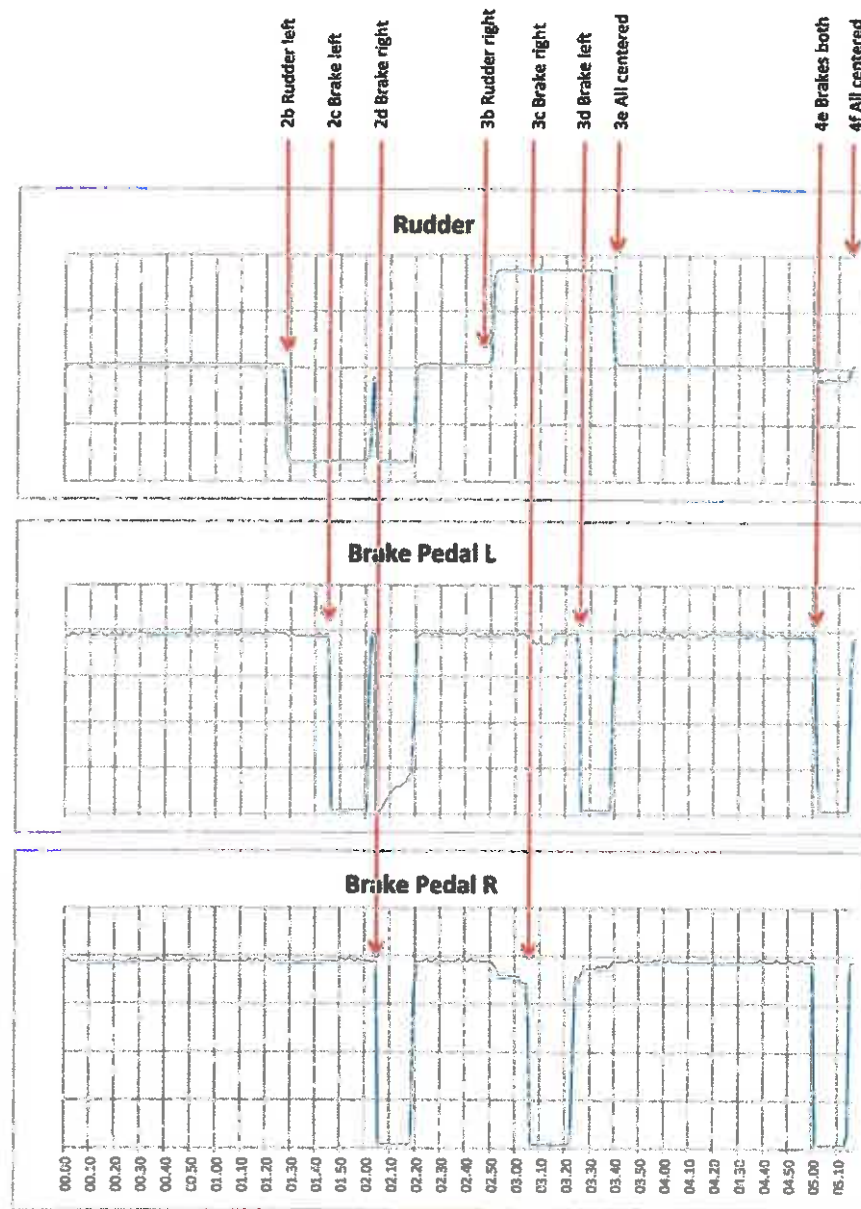 2b Rudder left
2c Brake left
2d Brake right
3b Rudder right
3c Brake right
3d Brake left
3e All centered
4e Brakes both
4f All centered
Rudder
Brake Pedal L
Brake Pedal R
00.00
00.10
00.20
00.30
00.40
00.50
01.00
01.10
01.20
01.30
01.40
01.50
02.00
02.10
02.20
02.30
02.40
02.50
03.00
03.10
03.20
03.30
03.40
03.50
04.00
04.10
04.20
01.30
04.40
04.50
05.00
05.10